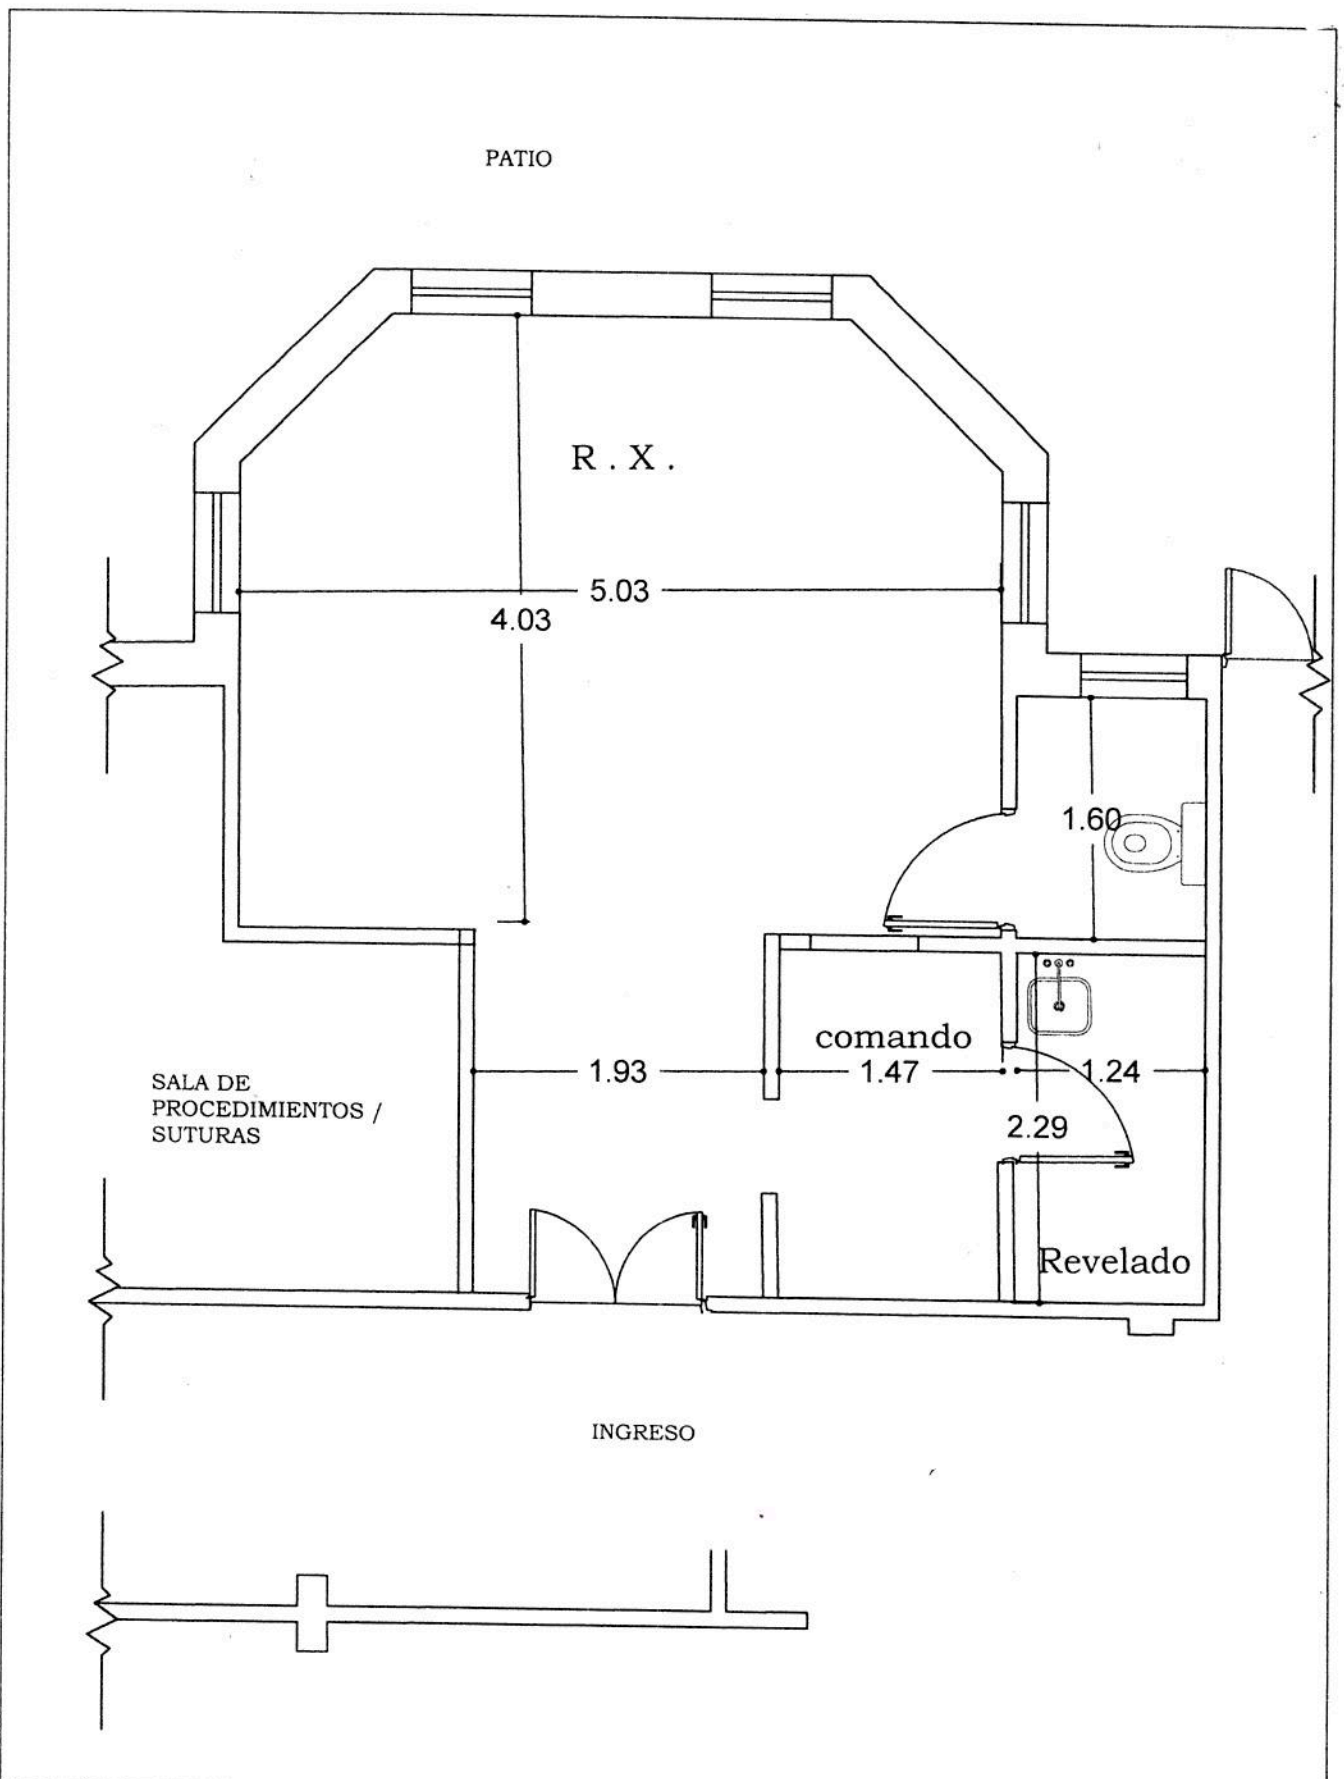 PATIO
R . X .
5.03
4.03
1.60
comando
1.93
1.47
1.24
SALA DE
PROCEDIMIENTOS /
SUTURAS
2.29
Revelado
INGRESO